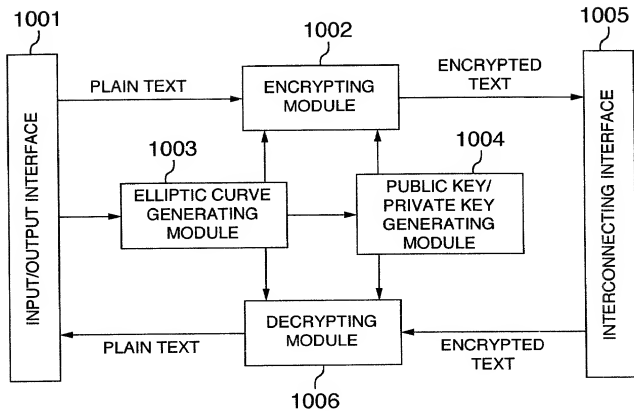 1001
1002
1005
PLAIN TEXT
ENCRYPTING
MODULE
ENCRYPTED
TEXT
1003
1004
INPUT/OUTPUT INTERFACE
ELLIPTIC CURVE
GENERATING
MODULE
PUBLIC KEY/
PRIVATE KEY
GENERATING
MODULE
INTERCONNECTING INTERFACE
PLAIN TEXT
DECRYPTING
MODULE
ENCRYPTED
TEXT
1006